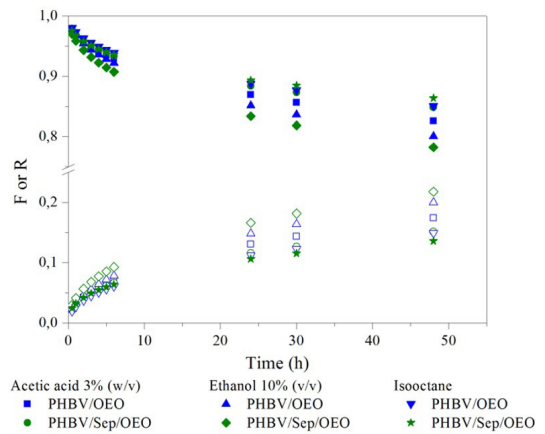 1,0
0,9
0,8
0,2
0,1
0,0
F or R
0 10 20 30 40 50
Time (h)
Acetic acid 3% (w/v) Ethanol 10% (v/v) Isooctane
PHBV/OEO PHBV/OEO PHBV/OEO
PHBV/Sep/OEO PHBV/Sep/OEO PHBV/Sep/OEO